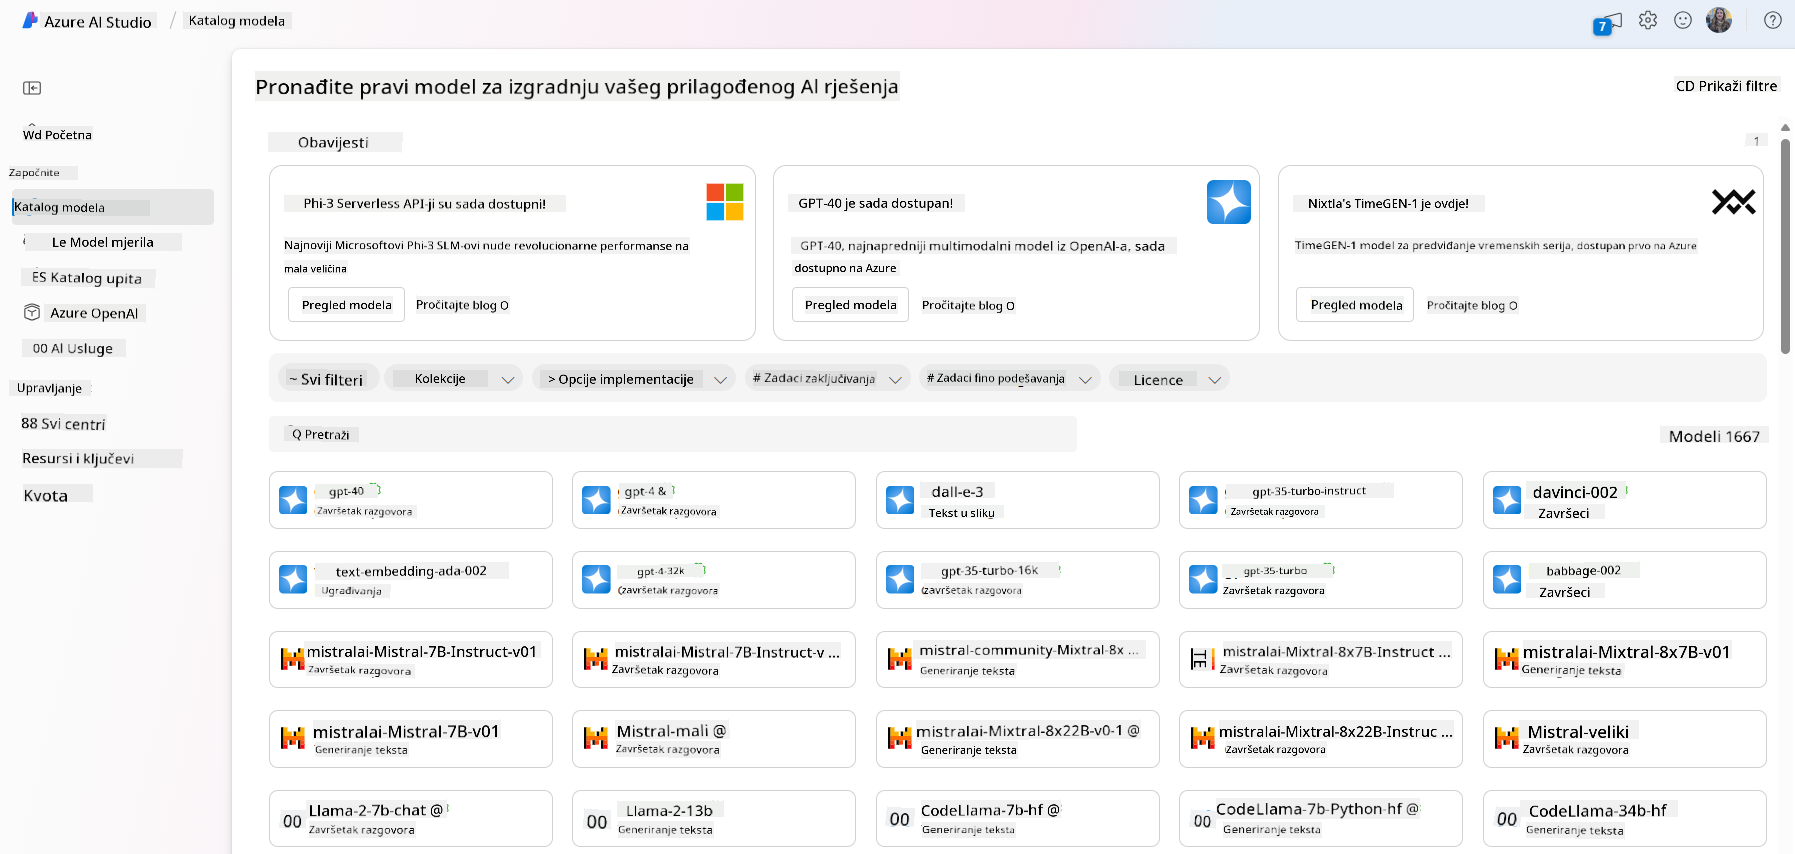 Azure AI Studio / Katalog modela
7
Pronađite pravi model za izgradnju vašeg prilagođenog AI rješenja
CD Prikaži filtre
Wd Početna
Započnite
Katalog modela
Le Model mjerila
ES Katalog upita
Azure OpenAI
00 AI Usluge
Upravljanje
88 Svi centri
Resursi i ključevi
Kvota
Obavijesti
1
Phi-3 Serverless API-ji su sada dostupni!
Najnoviji Microsoftovi Phi-3 SLM-ovi nude revolucionarne performanse na
mala veličina
Pregled modela
Pročitajte blog O
GPT-40 je sada dostupan!
GPT-40, najnapredniji multimodalni model iz OpenAI-a, sada
dostupno na Azure
Pregled modela
Pročitajte blog O
Nixtla's TimeGEN-1 je ovdje!
TimeGEN-1 model za predviđanje vremenskih serija, dostupan prvo na Azure
Pregled modela
Pročitajte blog O
~ Svi filteri
Kolekcije
> Opcije implementacije
# Zadaci zaključivanja
# Zadaci fino podešavanja
Licence
Q Pretraži
Modeli 1667
gpt-40
Završetak razgovora
gpt-4 &
Završetak razgovora
dall-e-3
Tekst u sliku
gpt-35-turbo-instruct
Završetak razgovora
davinci-002
Završeci
text-embedding-ada-002
Ugrađivanja
gpt-4-32k
završetak razgovora
gpt-35-turbo-16k
završetak razgovora
gpt-35-turbo
Završetak razgovora
babbage-002
Završeci
mistralai-Mistral-7B-Instruct-v01
Završetak razgovora
mistralai-Mistral-7B-Instruct-v ...
Završetak razgovora
mistral-community-Mixtral-8x ...
Generiranje teksta
mistralai-Mixtral-8x7B-Instruct ...
Završetak razgovora
mistralai-Mixtral-8x7B-v01
Generiranje teksta
mistralai-Mistral-7B-v01
Generiranje teksta
Mistral-mali @
Završetak razgovora
mistralai-Mixtral-8x22B-v0-1 @
Generiranje teksta
mistralai-Mixtral-8x22B-Instruc ...
Završetak razgovora
Mistral-veliki
Završetak razgovora
00 Llama-2-7b-chat @
Završetak razgovora
00 Llama-2-13b
Generiranje teksta
00 CodeLlama-7b-hf @
Generiranje teksta
00 CodeLlama-7b-Python-hf @
Generiranje teksta
00 CodeLlama-34b-hf
Generiranje teksta